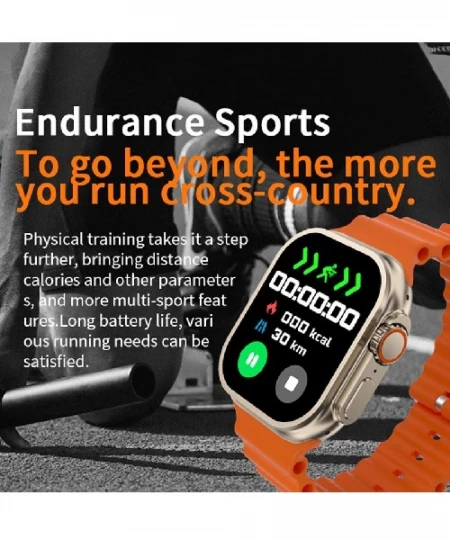 Endurance Sports
To go beyond, the more
you run cross-country.
Physical training takes it a step
further, bringing distance
calories and other parameter
s, and more multi-sport feat
ures.Long battery life, vari
ous running needs can be
satisfied.
00:00:00
000 kcal
30 km